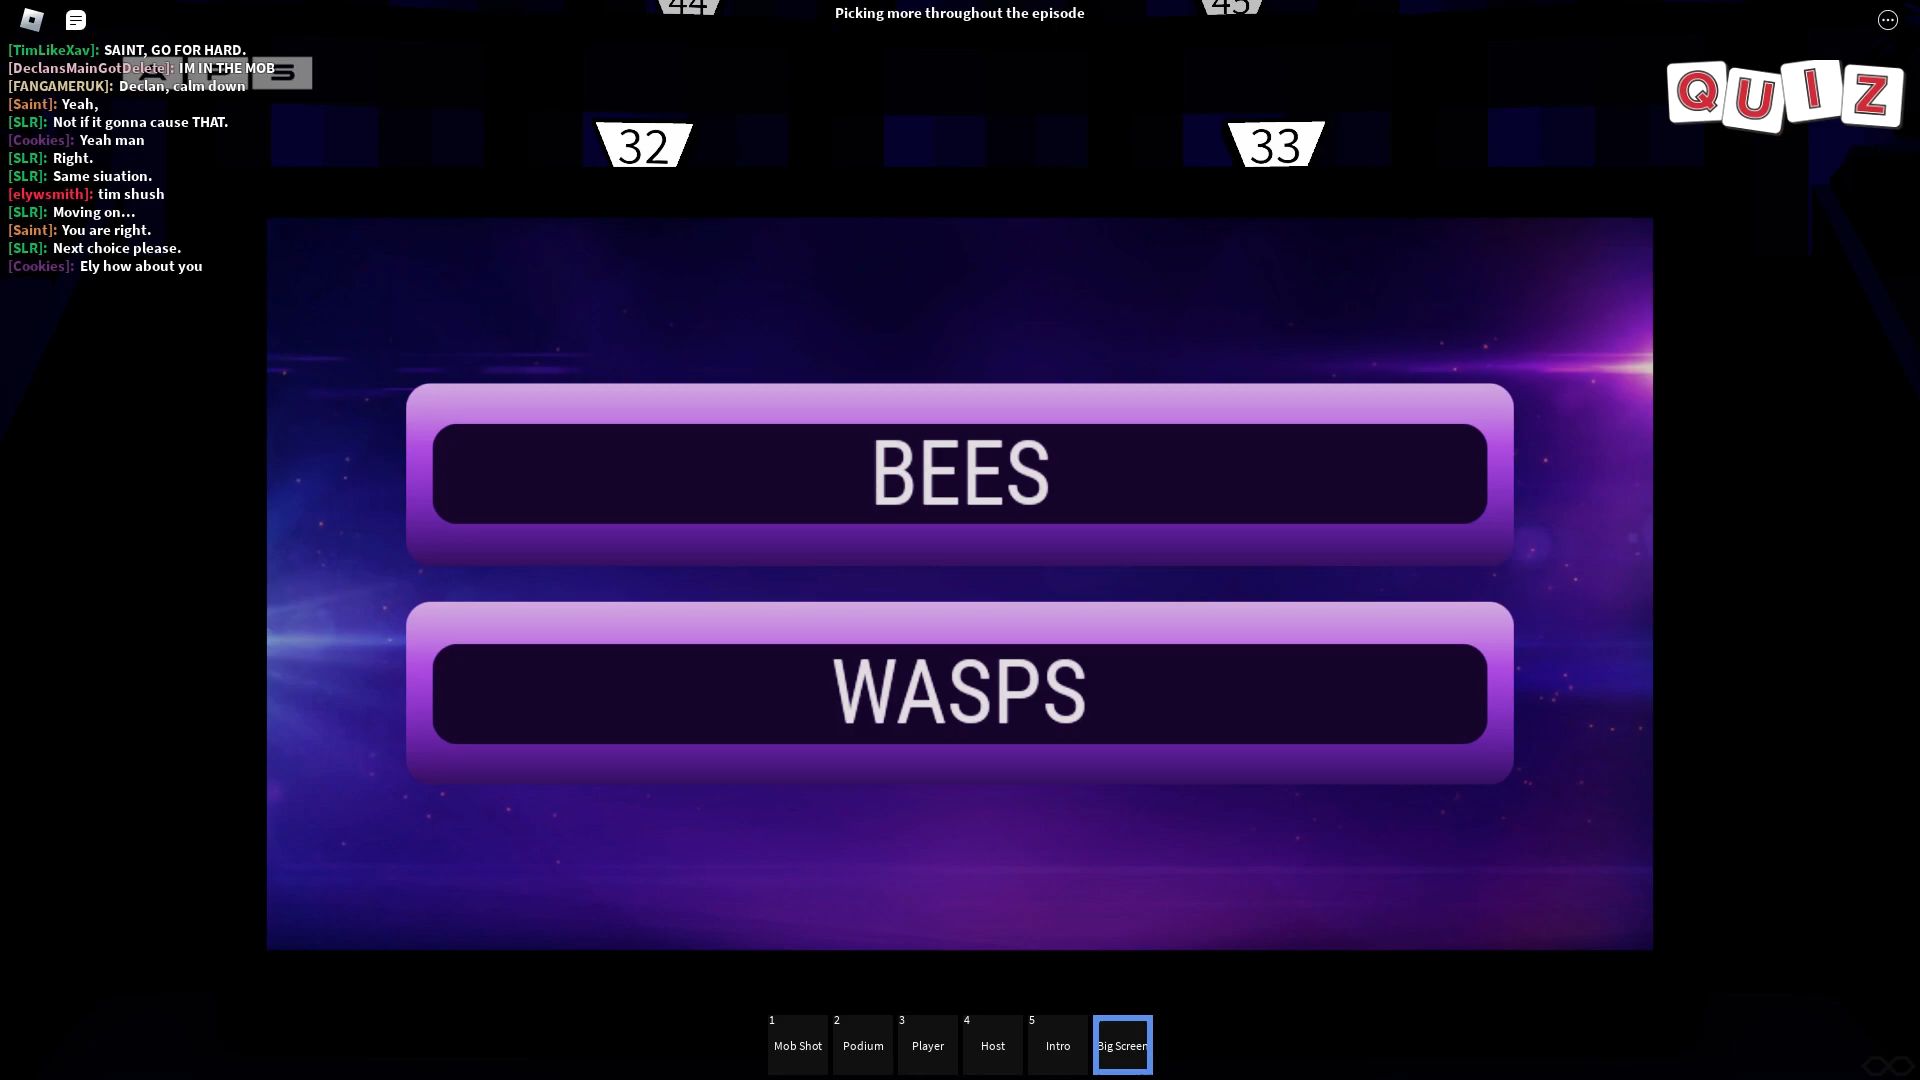 44
45
Picking more throughout the episode
[TimLikeXav]: SAINT, GO FOR HARD.
[DeclansMainGotDelete]: IM IN THE MOB
[FANGAMERUK]: Declan, calm down
[Saint]: Yeah,
[SLR]: Not if it gonna cause THAT.
[Cookies]: Yeah man
[SLR]: Right.
[SLR]: Same siuation.
[elywsmith]: tim shush
[SLR]: Moving on...
[Saint]: You are right.
[SLR]: Next choice please.
[Cookies]: Ely how about you
QUIZ
32
33
BEES
WASPS
1 Mob Shot
2 Podium
3 Player
4 Host
5 Intro
Big Screen